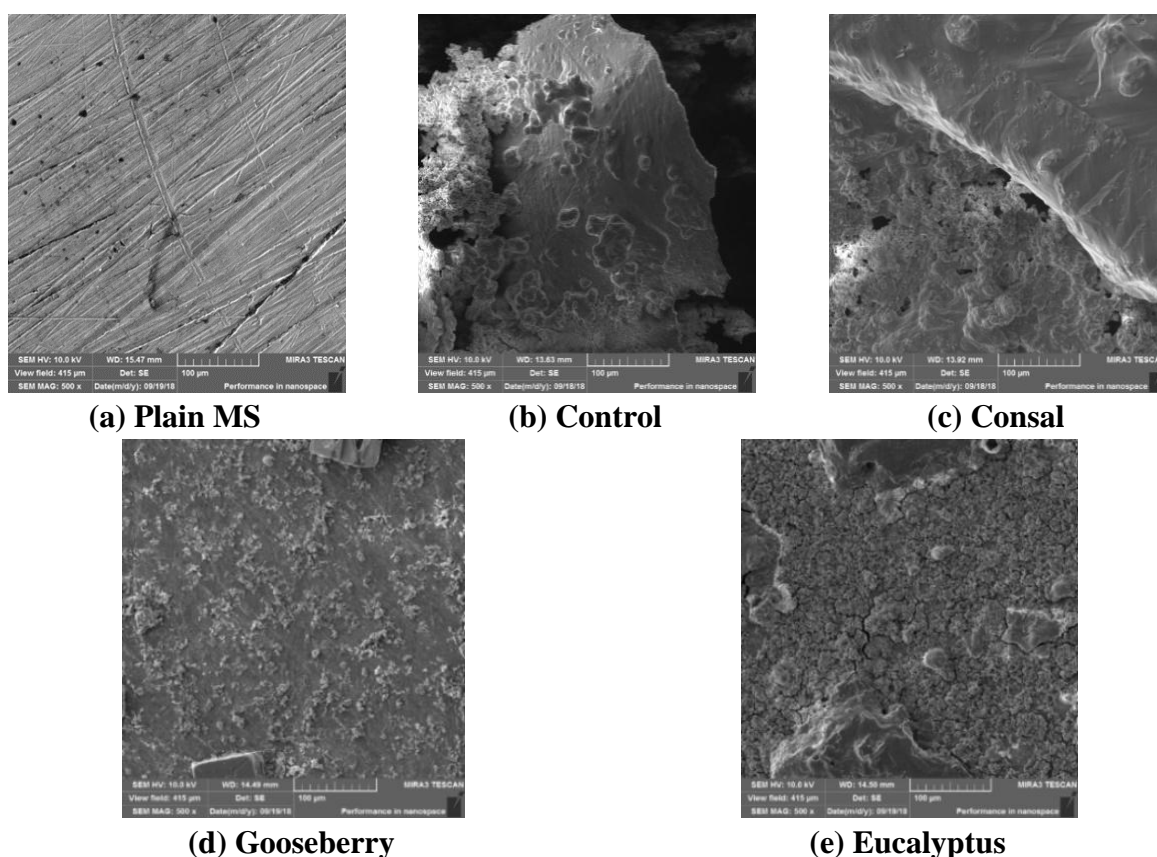 SEM HV: 10.0 kV WD: 15.47 mm MIRA3 TESCAN
View field: 415 µm Det: SE 100 µm
SEM MAG: 500 x Date(m/d/y): 09/19/18 Performance in nanospace
(a) Plain MS
SEM HV: 10.0 kV WD: 13.63 mm MIRA3 TESCAN
View field: 415 µm Det: SE 100 µm
SEM MAG: 500 x Date(m/d/y): 09/18/18 Performance in nanospace
(b) Control
SEM HV: 10.0 kV WD: 13.92 mm MIRA3 TESCAN
View field: 415 µm Det: SE 100 µm
SEM MAG: 500 x Date(m/d/y): 09/18/18 Performance in nanospace
(c) Consal
SEM HV: 10.0 kV WD: 14.49 mm MIRA3 TESCAN
View field: 415 µm Det: SE 100 µm
SEM MAG: 500 x Date(m/d/y): 09/19/18 Performance in nanospace
(d) Gooseberry
SEM HV: 10.0 kV WD: 14.50 mm MIRA3 TESCAN
View field: 415 µm Det: SE 100 µm
SEM MAG: 500 x Date(m/d/y): 09/19/18 Performance in nanospace
(e) Eucalyptus